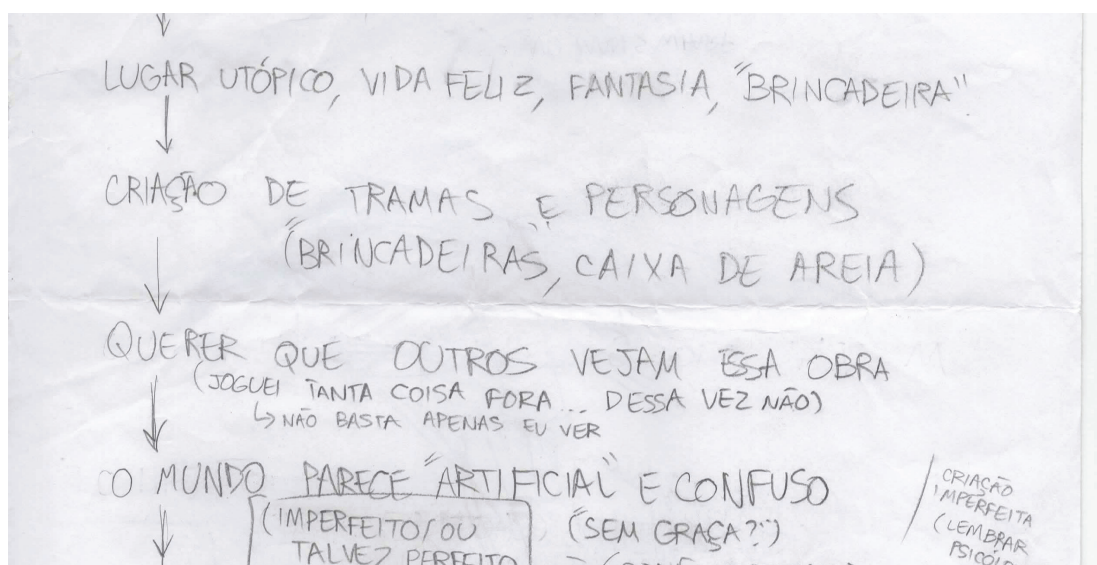 LUGAR UTÓPICO, VIDA FELIZ, FANTASIA, "BRINCADEIRA"
CRIAÇÃO DE TRAMAS E PERSONAGENS
("BRINCADEIRAS", CAIXA DE AREIA)
QUERER QUE OUTROS VEJAM ESSA OBRA
(JOGUEI TANTA COISA FORA... DESSA VEZ NÃO)
↳ NÃO BASTA APENAS EU VER
O MUNDO PARECE "ARTIFICIAL" E CONFUSO
(IMPERFEITO/OU
TALVEZ PERFEITO
(SEM GRAÇA?)
CRIAÇÃO
IMPERFEITA
(LEMBRAR